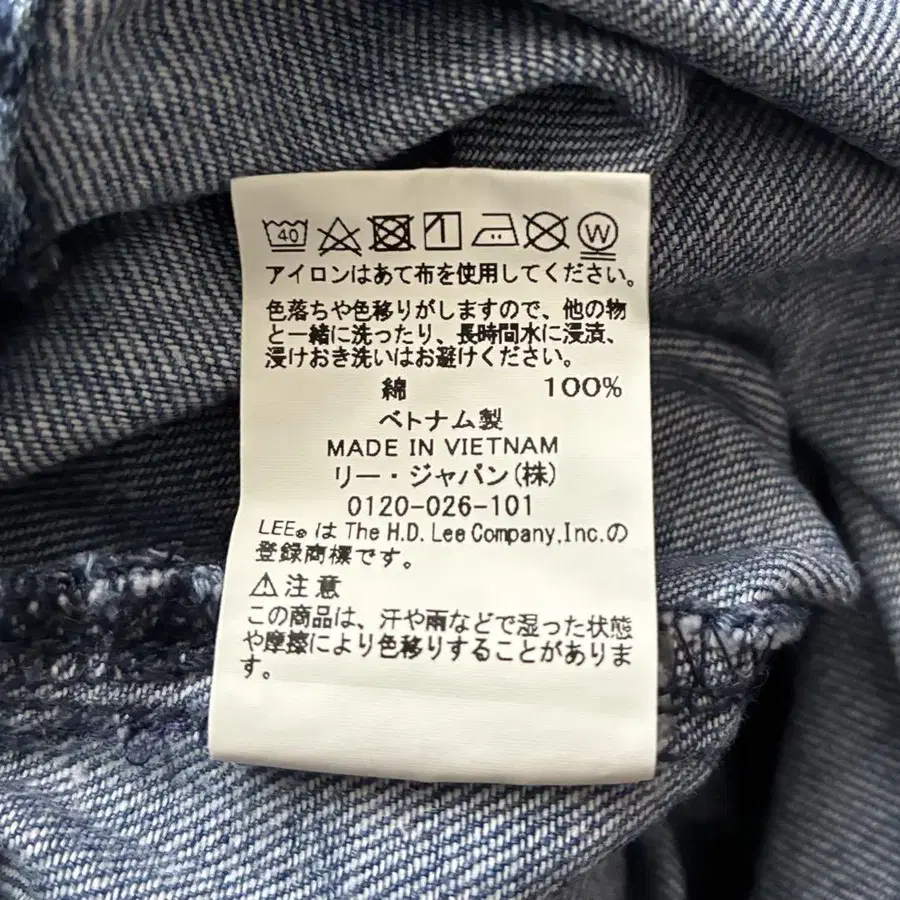 40 W
アイロンはあて布を使用してください。
色落ちや色移りがしますので、他の物
と一緒に洗ったり、長時間水に浸漬、
浸けおき洗いはお避けください。
綿 100%
ベトナム製
MADE IN VIETNAM
リー・ジャパン(株)
0120-026-101
LEE®は The H.D. Lee Company,Inc.の
登録商標です。
⚠注意
この商品は、汗や雨などで湿った状態
や摩擦により色移りすることがありま
す。